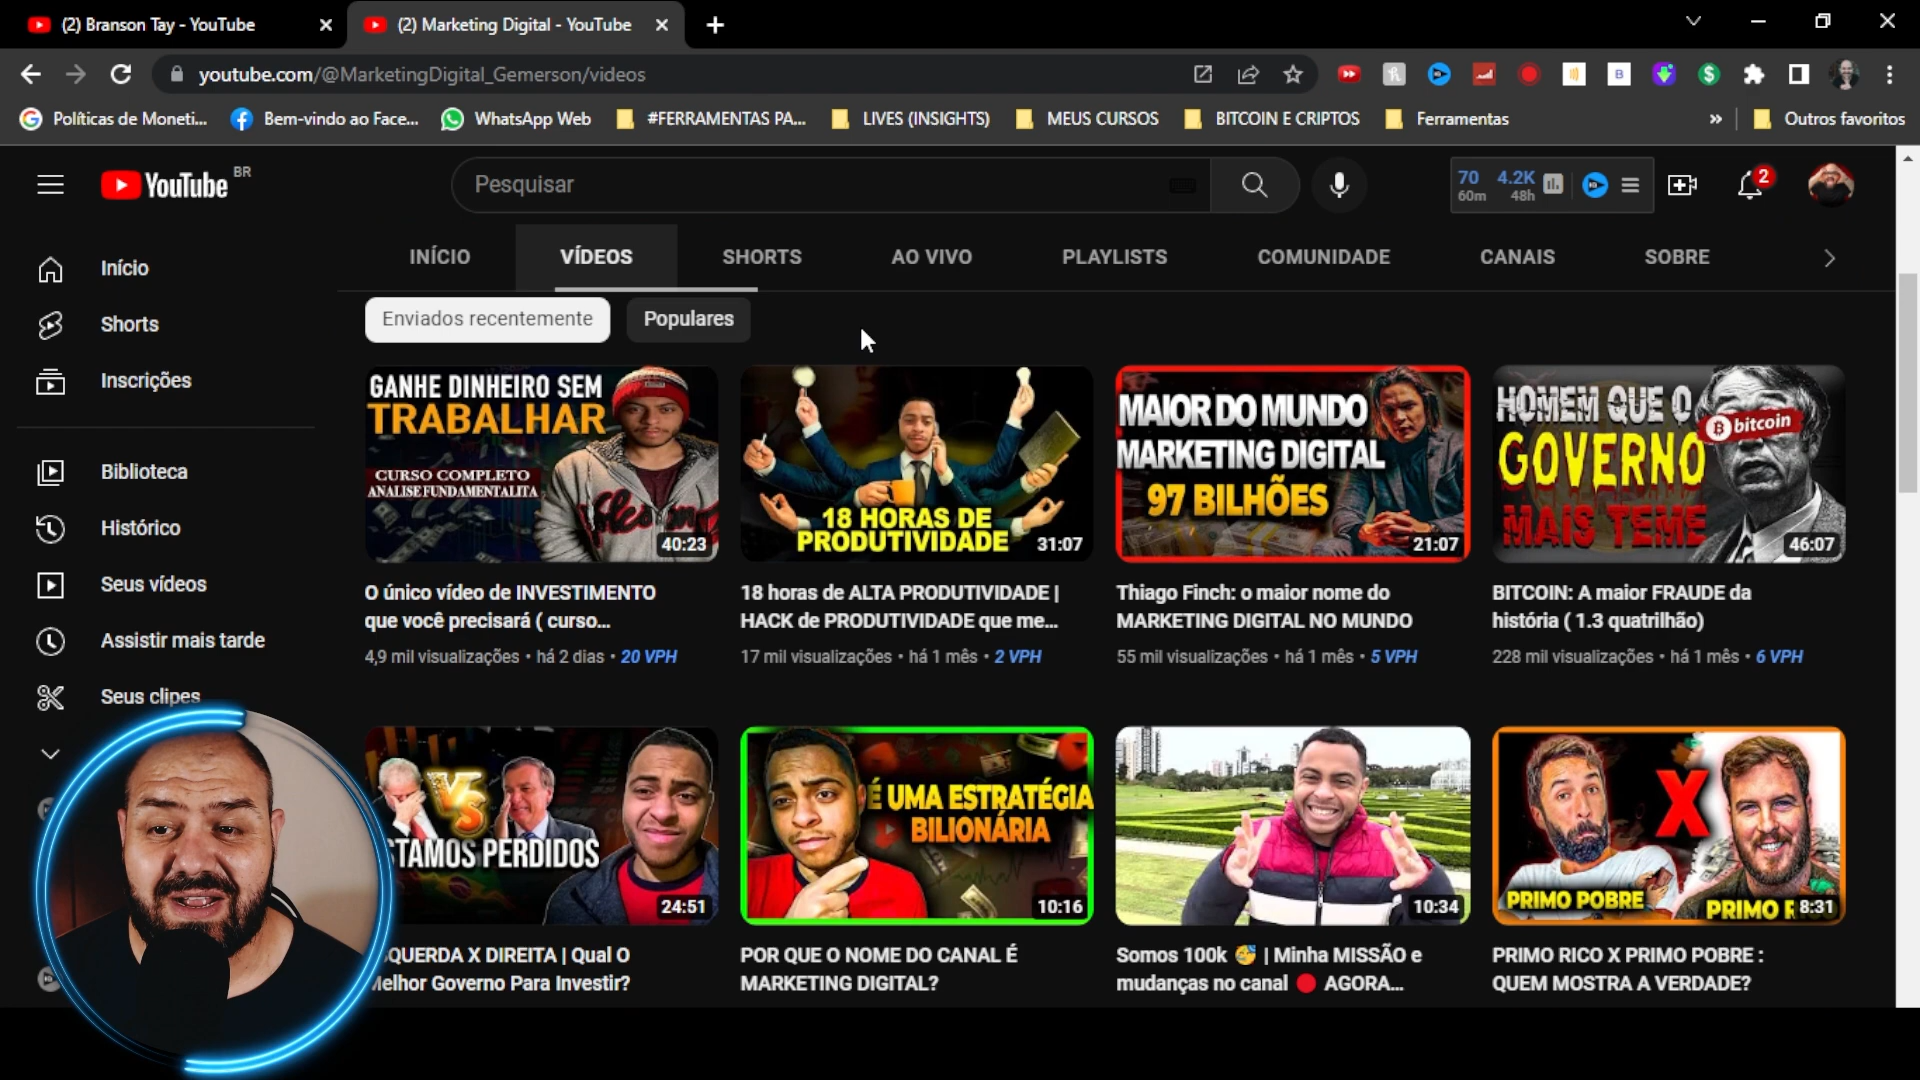 (2) Branson Tay - YouTube
(2) Marketing Digital - YouTube
youtube.com/@MarketingDigital_Gemerson/videos
Políticas de Moneti...
Bem-vindo ao Face...
WhatsApp Web
#FERRAMENTAS PA...
LIVES (INSIGHTS)
MEUS CURSOS
BITCOIN E CRIPTOS
Ferramentas
Outros favoritos
YouTube BR
Pesquisar
70 4.2K
60m 48h
2
INÍCIO
VÍDEOS
SHORTS
AO VIVO
PLAYLISTS
COMUNIDADE
CANAIS
SOBRE
Início
Shorts
Inscrições
Biblioteca
Histórico
Seus vídeos
Assistir mais tarde
Seus clipes
Enviados recentemente
Populares
GANHE DINHEIRO SEM
TRABALHAR
CURSO COMPLETO
ANALISE FUNDAMENTALITA
40:23
O único vídeo de INVESTIMENTO
que você precisará ( curso...
4,9 mil visualizações • há 2 dias • 20 VPH
18 HORAS DE
PRODUTIVIDADE
31:07
18 horas de ALTA PRODUTIVIDADE |
HACK de PRODUTIVIDADE que me...
17 mil visualizações • há 1 mês • 2 VPH
MAIOR DO MUNDO
MARKETING DIGITAL
97 BILHÕES
21:07
Thiago Finch: o maior nome do
MARKETING DIGITAL NO MUNDO
55 mil visualizações • há 1 mês • 5 VPH
HOMEM QUE O
bitcoin
GOVERNO
MAIS TEME
46:07
BITCOIN: A maior FRAUDE da
história ( 1.3 quatrilhão)
228 mil visualizações • há 1 mês • 6 VPH
VS
STAMOS PERDIDOS
24:51
SQUERDA X DIREITA | Qual O
Melhor Governo Para Investir?
É UMA ESTRATÉGIA
BILIONÁRIA
10:16
POR QUE O NOME DO CANAL É
MARKETING DIGITAL?
10:34
Somos 100k 🥳 | Minha MISSÃO e
mudanças no canal 🔴 AGORA...
X
PRIMO POBRE
PRIMO R
8:31
PRIMO RICO X PRIMO POBRE :
QUEM MOSTRA A VERDADE?